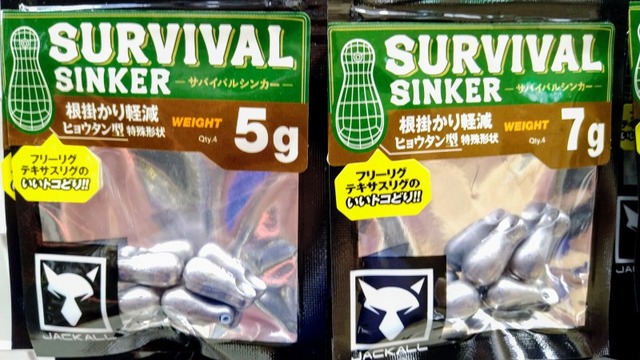 SURVIVAL
SINKER
サバイバルシンカー
根掛かり軽減
ヒョウタン型 特殊形状
WEIGHT
Qty.4
5g
フリーリグ
テキサスリグの
いいトコどり!!
JACKALL
SURVIVAL
SINKER
サバイバルシンカー
根掛かり軽減
ヒョウタン型 特殊形状
WEIGHT
Qty.4
7g
フリーリグ
テキサスリグの
いいトコどり!!
JACKALL